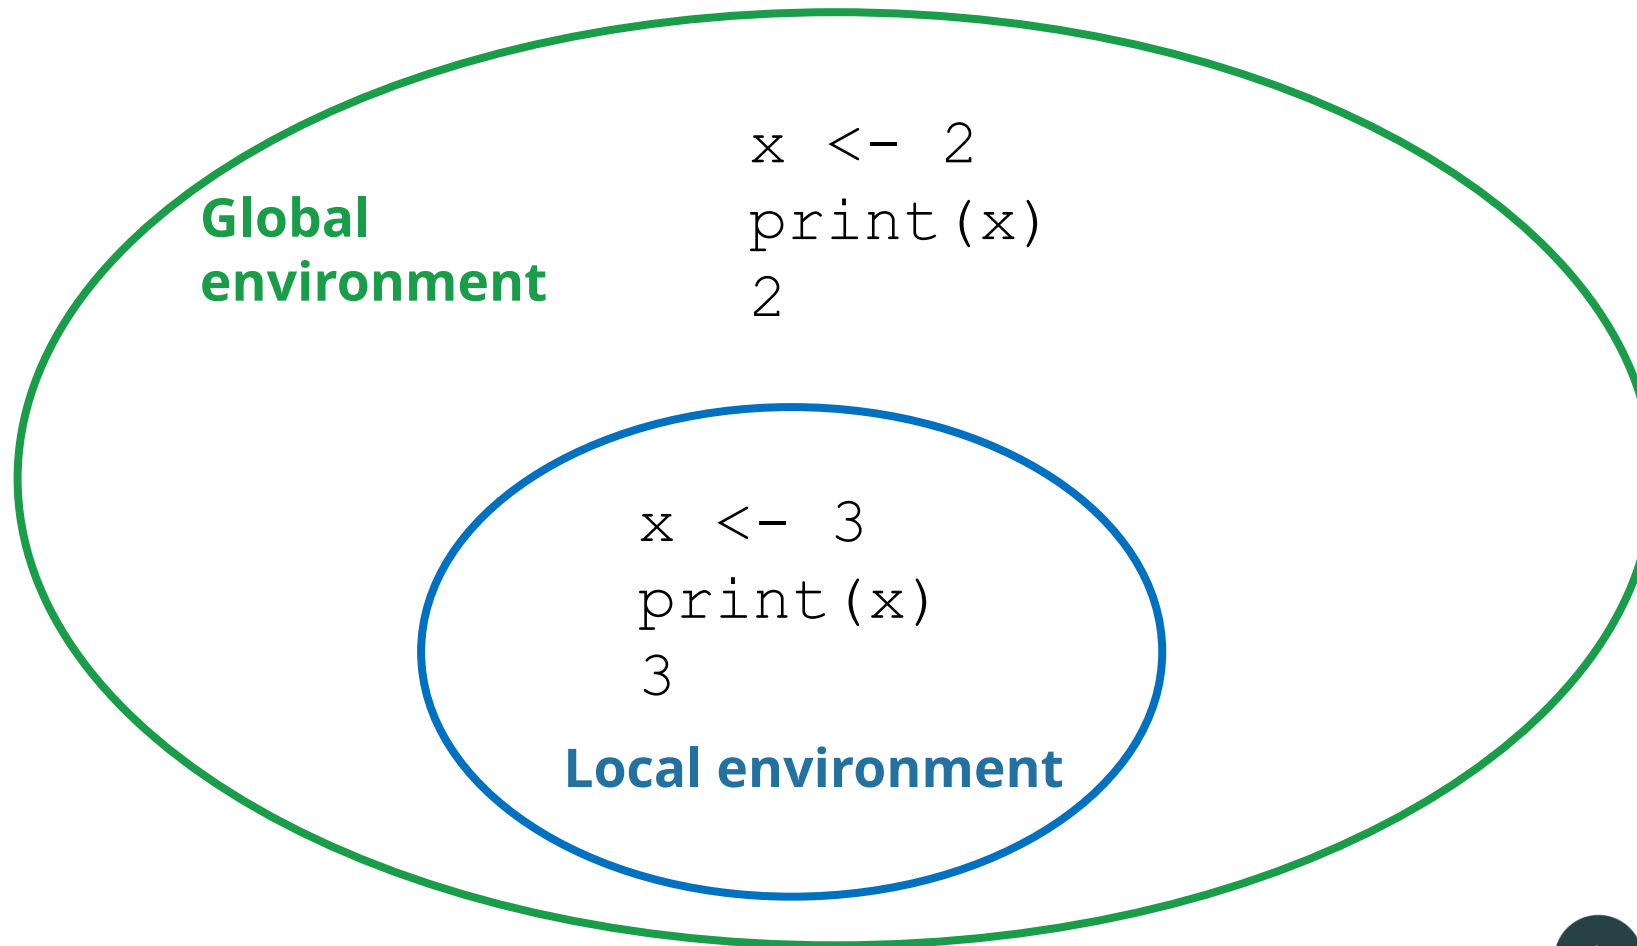 x <- 2
print(x)
2
Global
environment
x <- 3
print(x)
3
Local environment